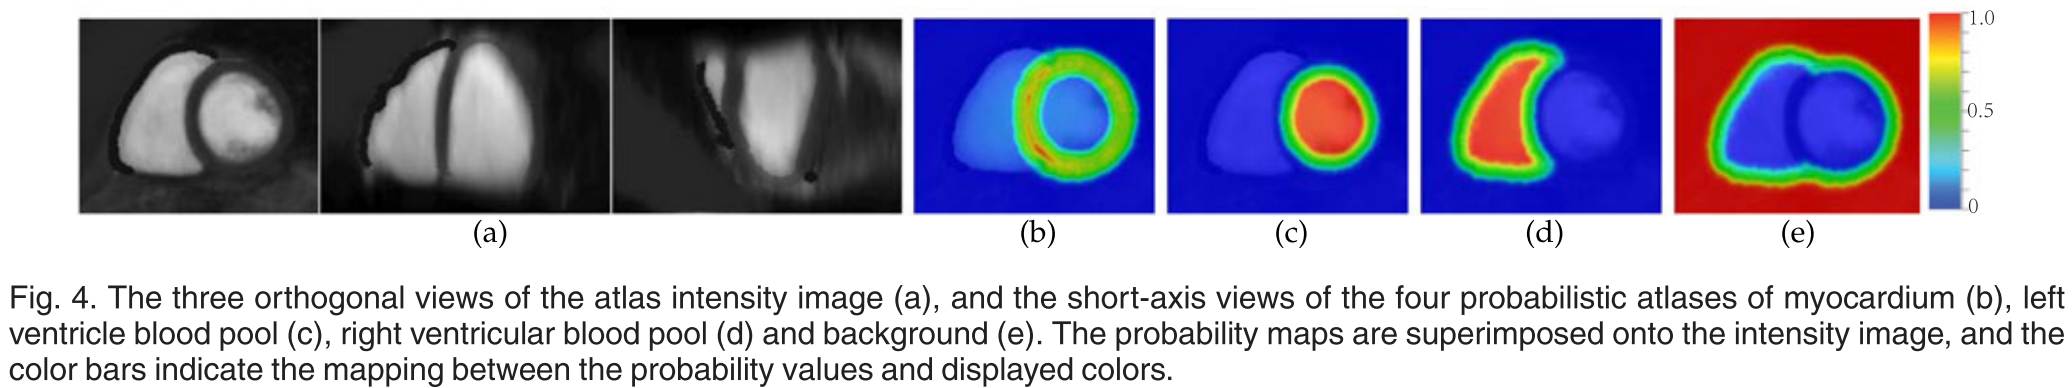 1.0
0.5
0
(a) (b) (c) (d) (e)
Fig. 4. The three orthogonal views of the atlas intensity image (a), and the short-axis views of the four probabilistic atlases of myocardium (b), left
ventricle blood pool (c), right ventricular blood pool (d) and background (e). The probability maps are superimposed onto the intensity image, and the
color bars indicate the mapping between the probability values and displayed colors.